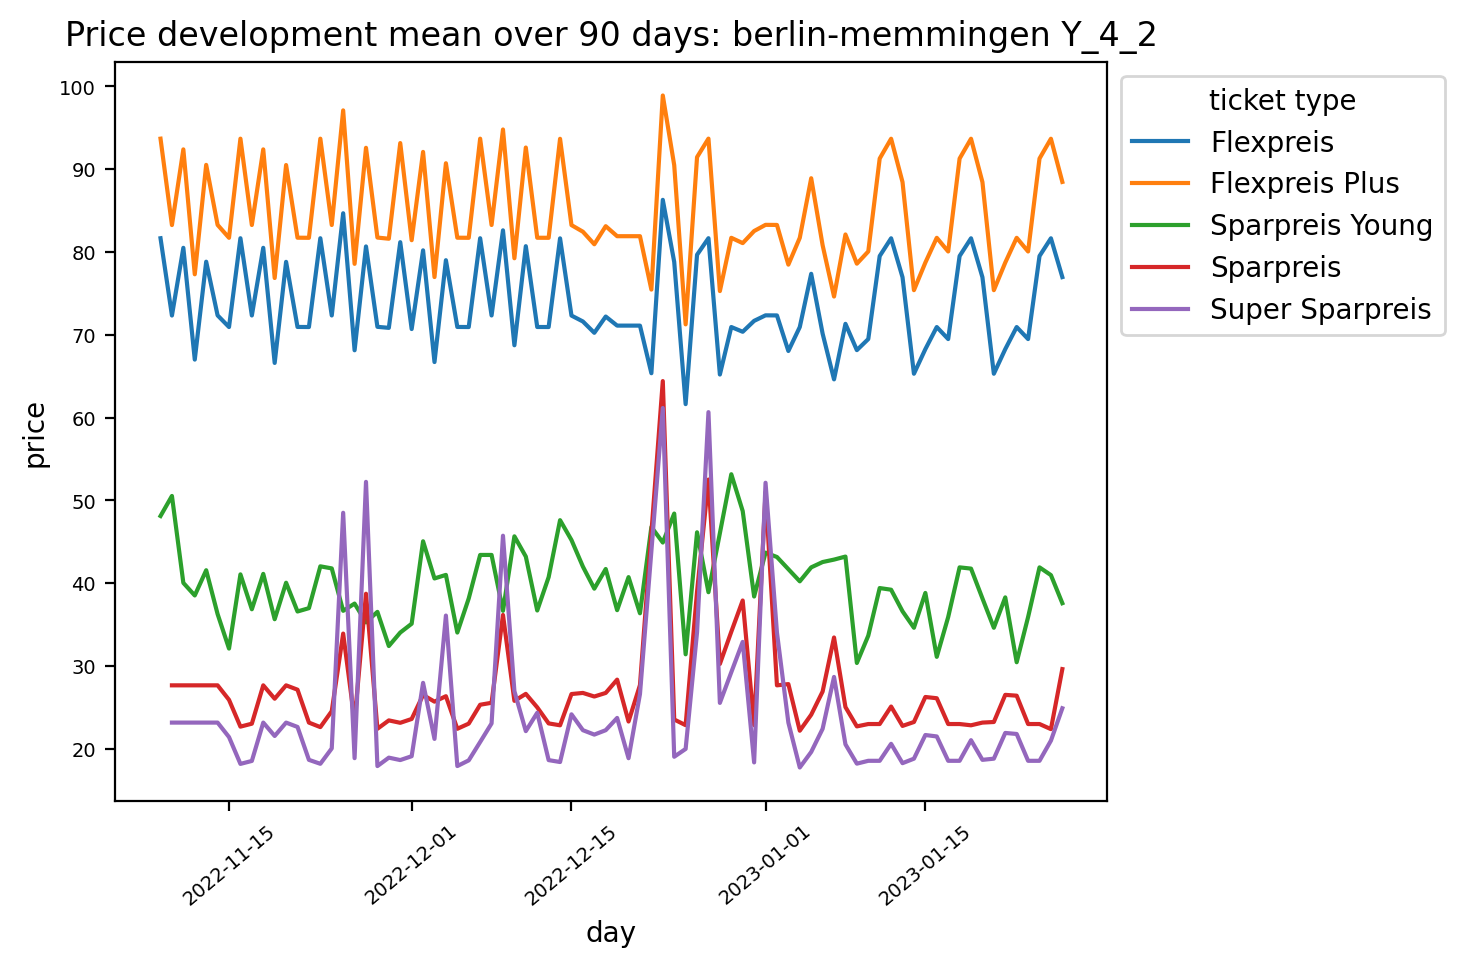 Price development mean over 90 days: berlin-memmingen Y_4_2
ticket type
Flexpreis
Flexpreis Plus
Sparpreis Young
Sparpreis
Super Sparpreis
price
100
90
80
70
60
50
40
30
20
2022-11-15
2022-12-01
2022-12-15
2023-01-01
2023-01-15
day